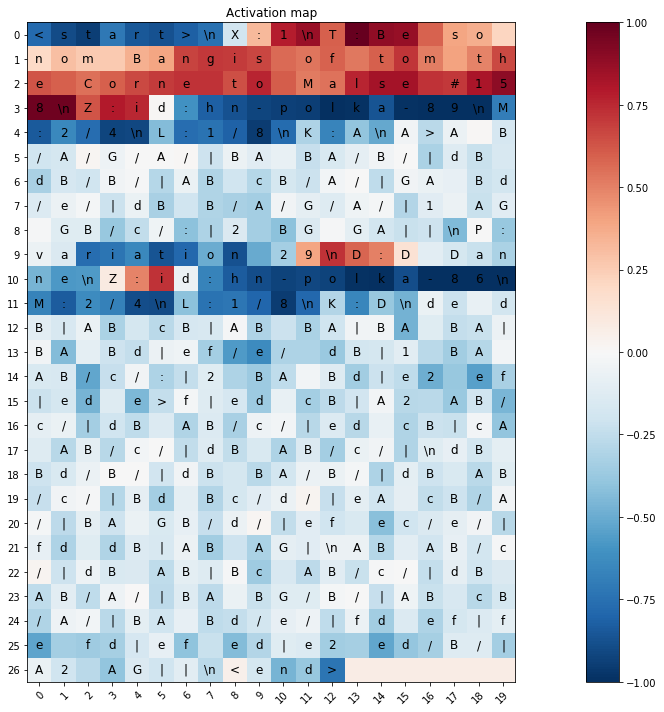 Activation map
0 < s t a r t > \n X : 1 \n T : B e s o
1 n o m B a n g i s o f t o m t h
2 e C o r n e t o M a l s e # 1 5
3 8 \n Z : i d : h n - p o l k a - 8 9 \n M
4 : 2 / 4 \n L : 1 / 8 \n K : A \n A > A B
5 / A / G / A / | B A B A / B / | d B
6 d B / B / | A B c B / A / | G A B d
7 / e / | d B B / A / G / A / | 1 A G
8 G B / c / : | 2 B G G A | | \n P :
9 v a r i a t i o n 2 9 \n D : D D a n
10 n e \n Z : i d : h n - p o l k a - 8 6 \n
11 M : 2 / 4 \n L : 1 / 8 \n K : D \n d e d
12 B | A B c B | A B B A | B A B A |
13 B A B d | e f / e / d B | 1 B A
14 A B / c / : | 2 B A B d | e 2 e f
15 | e d e > f | e d c B | A 2 A B /
16 c / | d B A B / c / | e d c B | c A
17 A B / c / | d B A B / c / | \n d B
18 B d / B / | d B B A / B / | d B A B
19 / c / | B d B c / d / | e A c B / A
20 / | B A G B / d / | e f e c / e / |
21 f d d B | A B A G | \n A B A B / c
22 / | d B A B | B c A B / c / | d B
23 A B / A / | B A B G / B / | A B c B
24 / A / | B A B d / e / | f d e f | f
25 e f d | e f e d | e 2 e d / B / |
26 A 2 A G | | \n < e n d >
0 1 2 3 4 5 6 7 8 9 10 11 12 13 14 15 16 17 18 19
1.00
0.75
0.50
0.25
0.00
−0.25
−0.50
−0.75
−1.00